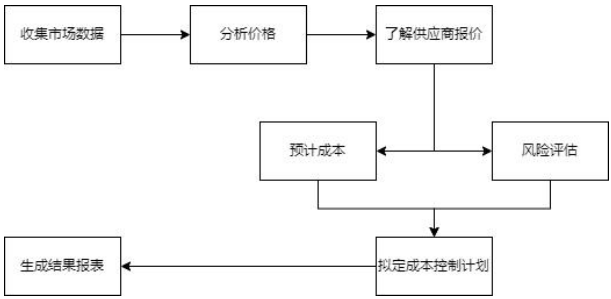 收集市场数据
分析价格
了解供应商报价
预计成本
风险评估
生成结果报表
拟定成本控制计划